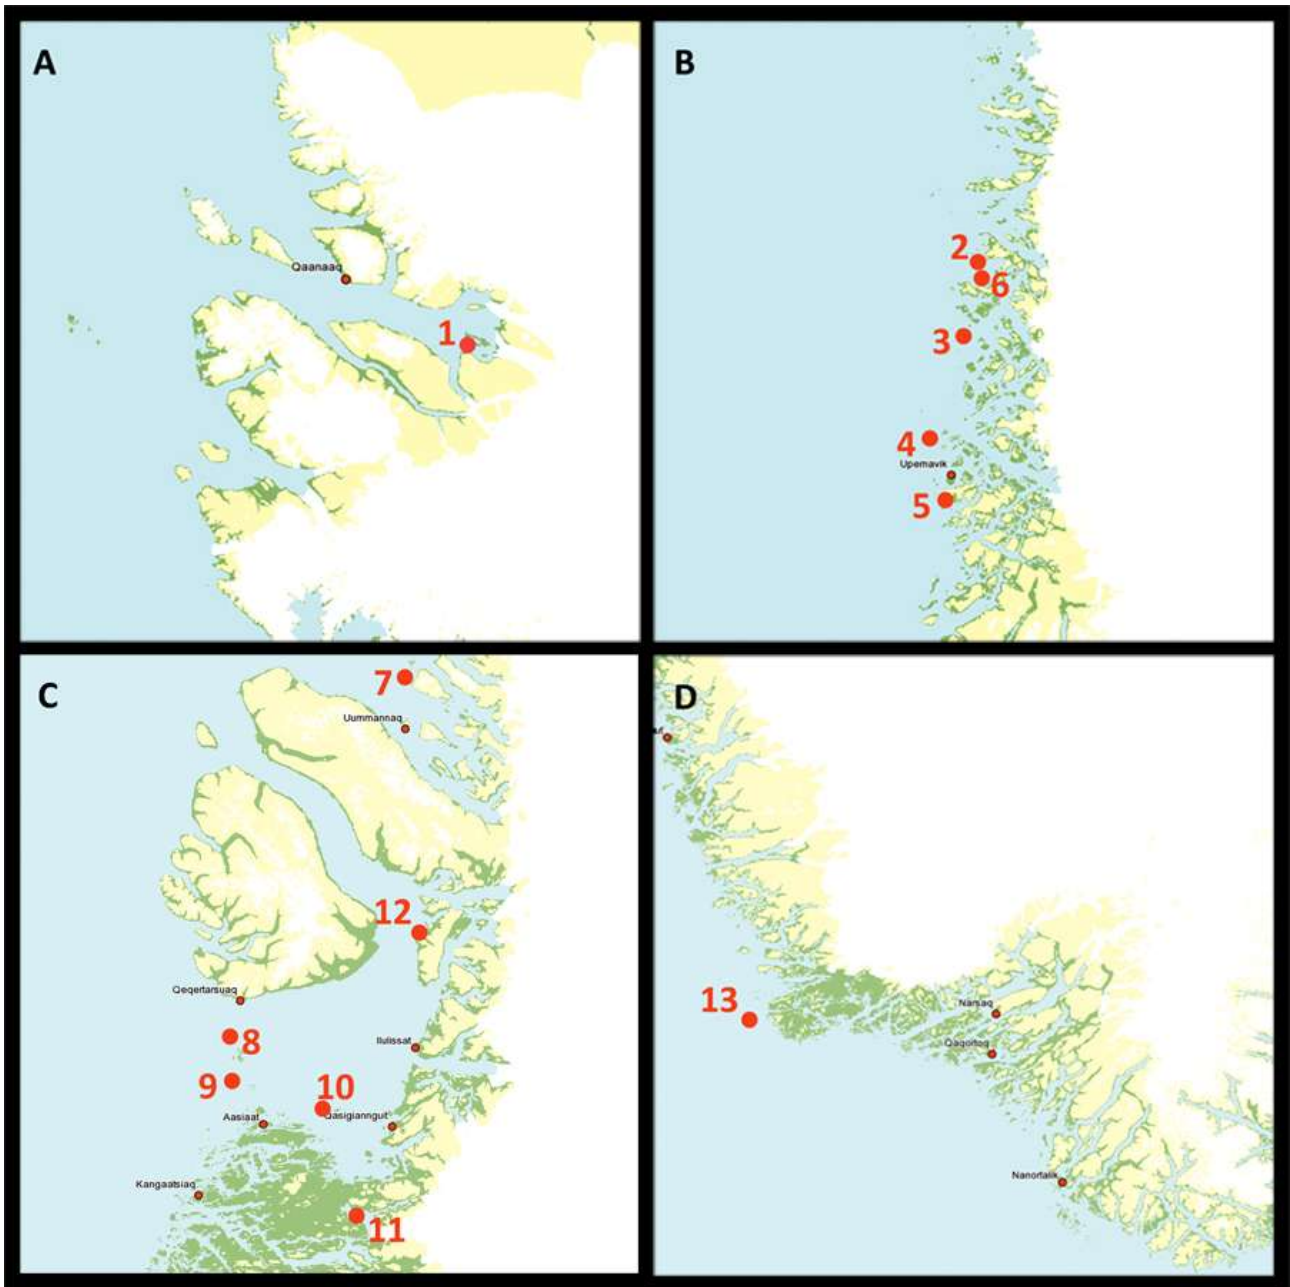 A
Qaanaaq
1
B
2
6
3
4
Upernavik
5
C
7
Uummannaq
12
Qeqertarsuaq
8
Ilulissat
9
10
Aasiaat
Qasigiannguit
Kangaatsiaq
11
D
13
Narsaq
Qaqortoq
Nanortalik